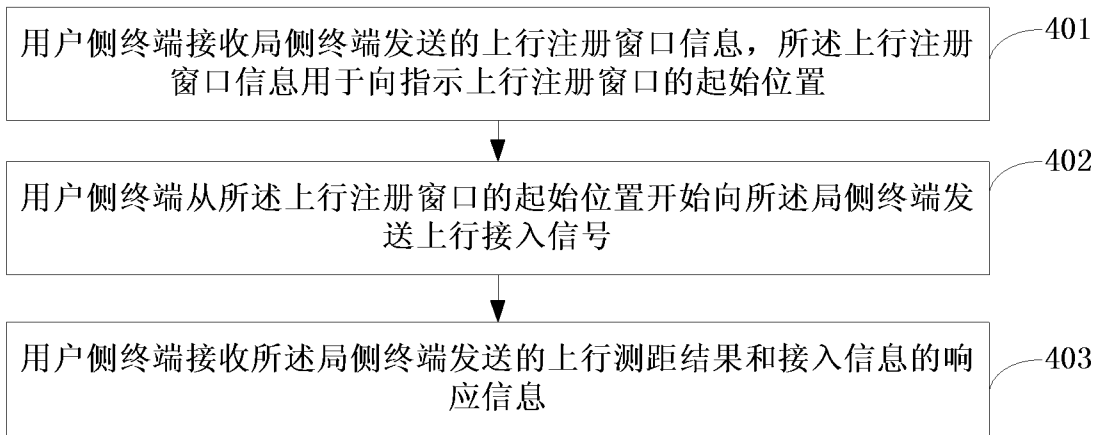 用户侧终端接收局侧终端发送的上行注册窗口信息，所述上行注册
窗口信息用于向指示上行注册窗口的起始位置
401
用户侧终端从所述上行注册窗口的起始位置开始向所述局侧终端发
送上行接入信号
402
用户侧终端接收所述局侧终端发送的上行测距结果和接入信息的响
应信息
403